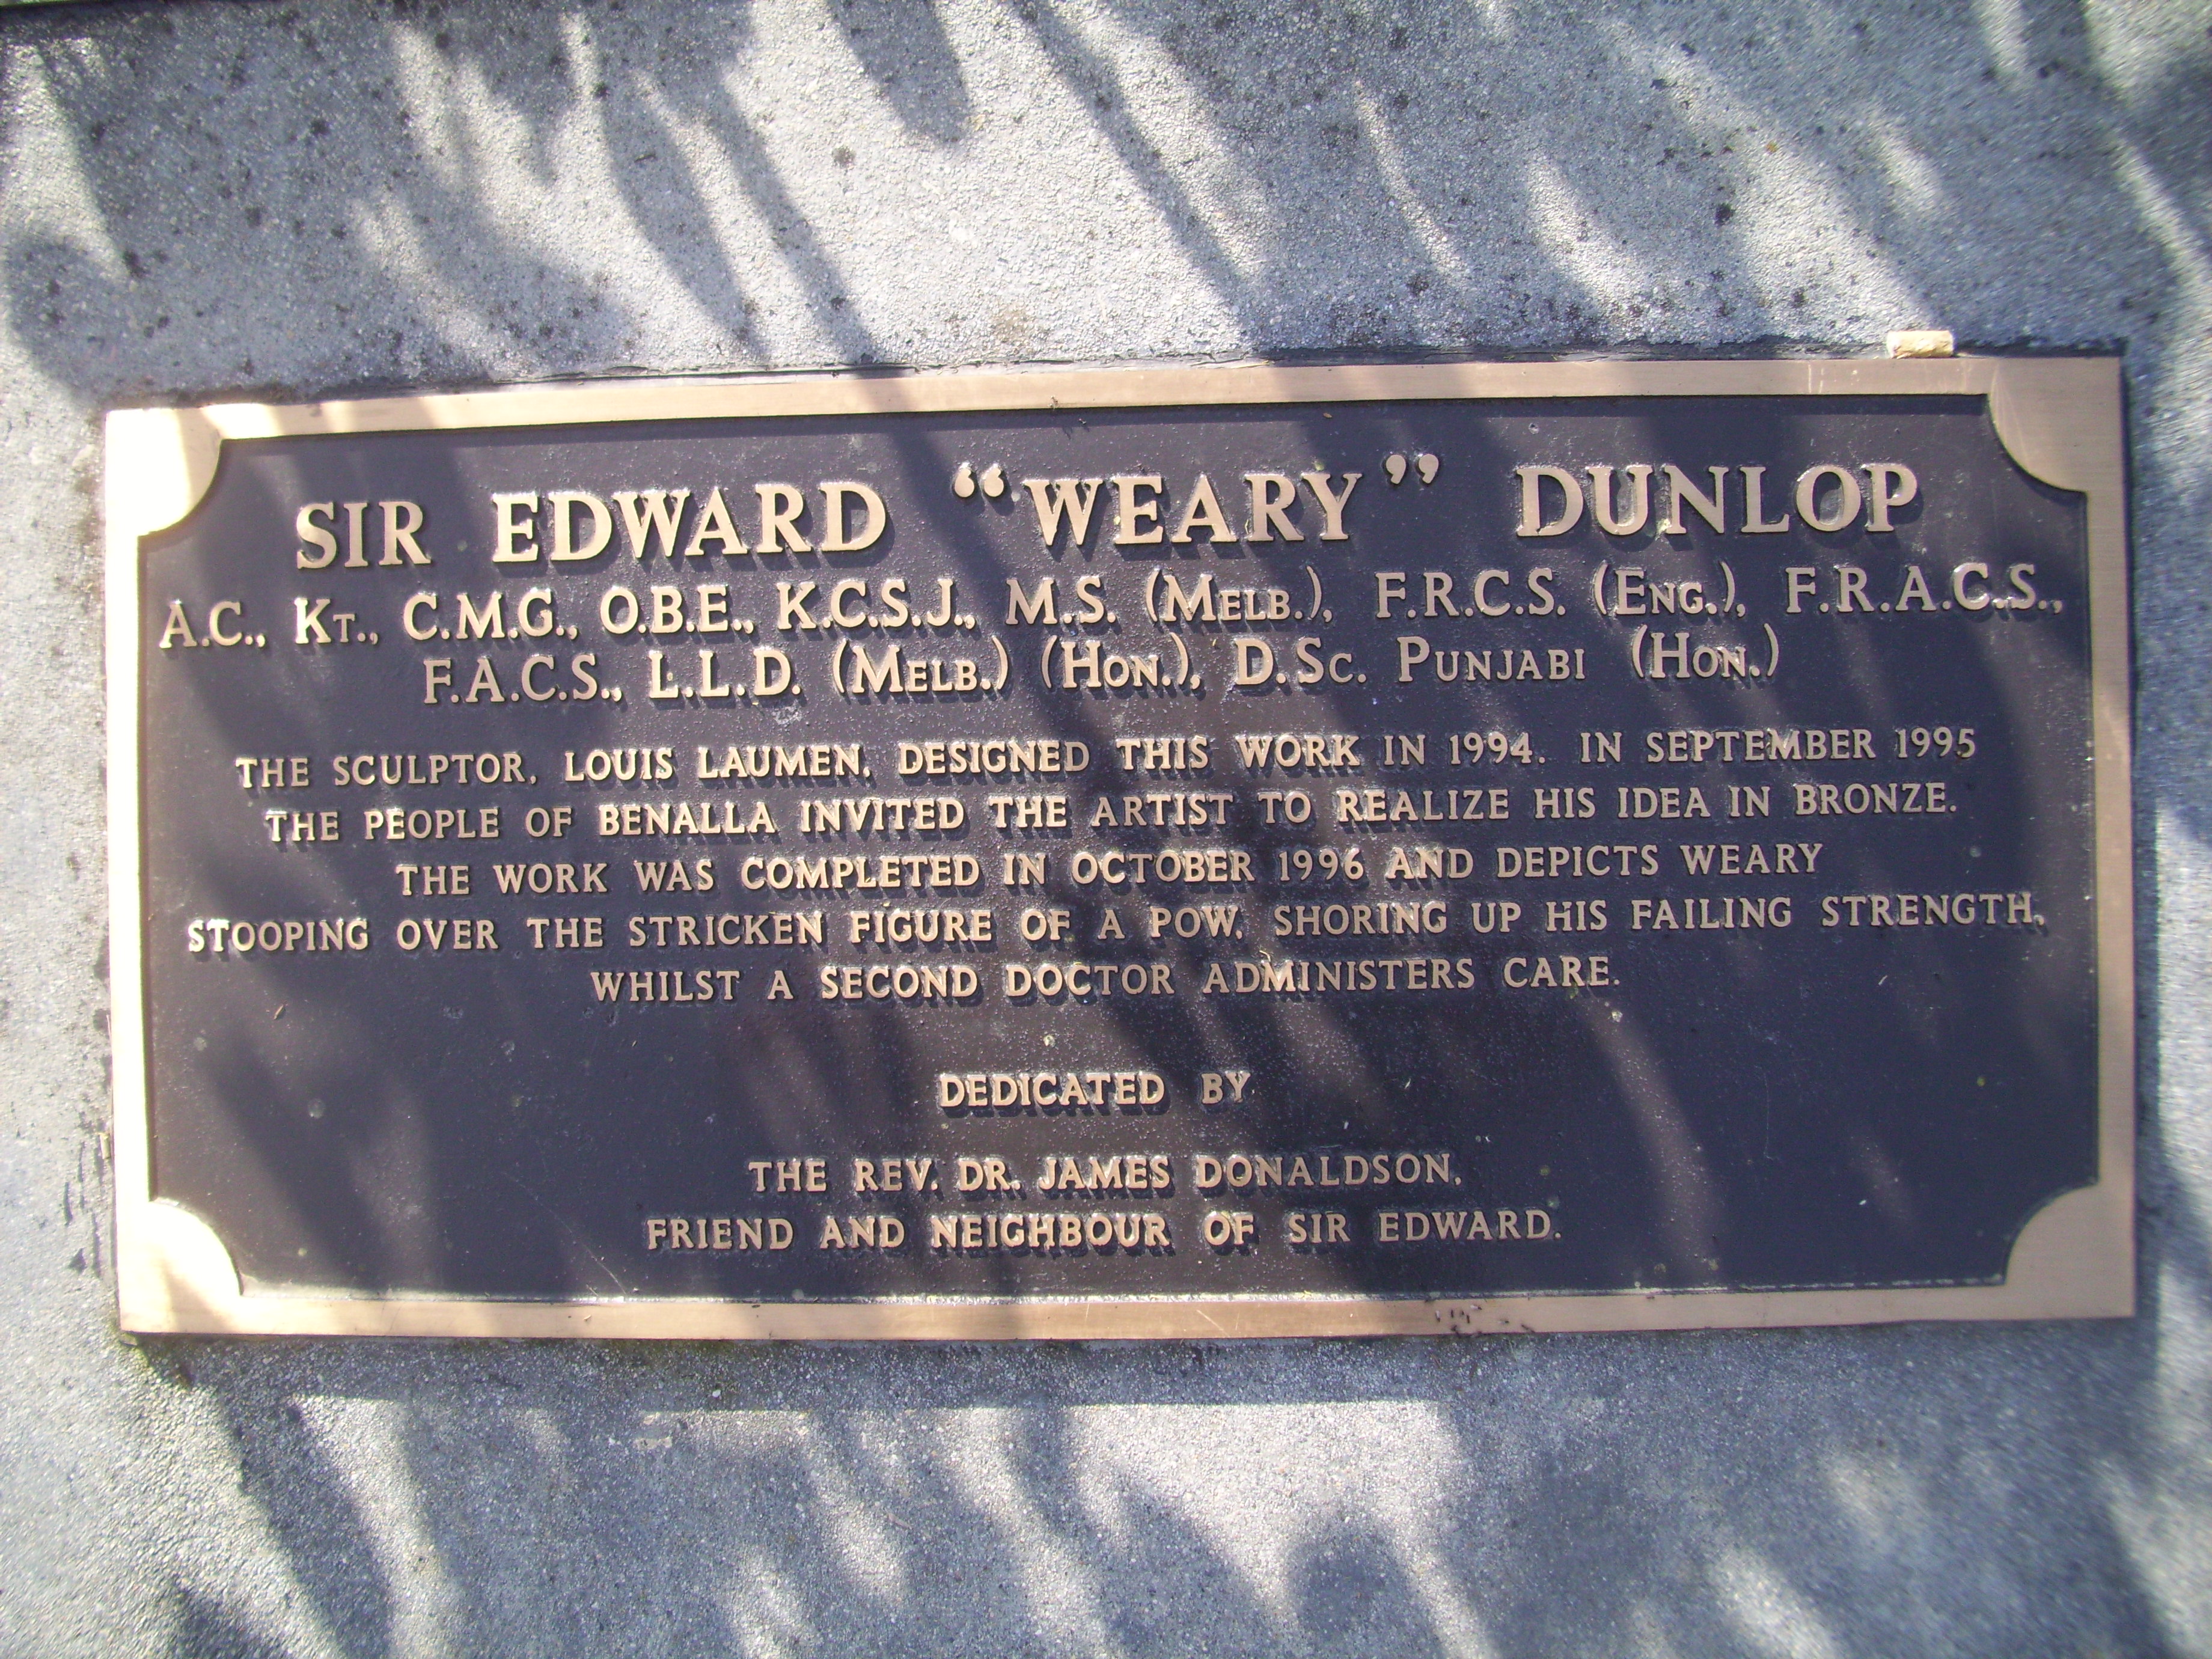 SIR EDWARD “WEARY” DUNLOP
A.C., KT., C.M.G., O.B.E., K.C.S.J., M.S. (MELB.), F.R.C.S. (ENG.), F.R.A.C.S.,
F.A.C.S., L.L.D. (MELB.) (HON.), D.SC. PUNJABI (HON.)
THE SCULPTOR, LOUIS LAUMEN, DESIGNED THIS WORK IN 1994. IN SEPTEMBER 1995
THE PEOPLE OF BENALLA INVITED THE ARTIST TO REALIZE HIS IDEA IN BRONZE.
THE WORK WAS COMPLETED IN OCTOBER 1996 AND DEPICTS WEARY
STOOPING OVER THE STRICKEN FIGURE OF A POW, SHORING UP HIS FAILING STRENGTH,
WHILST A SECOND DOCTOR ADMINISTERS CARE.
DEDICATED BY
THE REV. DR. JAMES DONALDSON,
FRIEND AND NEIGHBOUR OF SIR EDWARD.